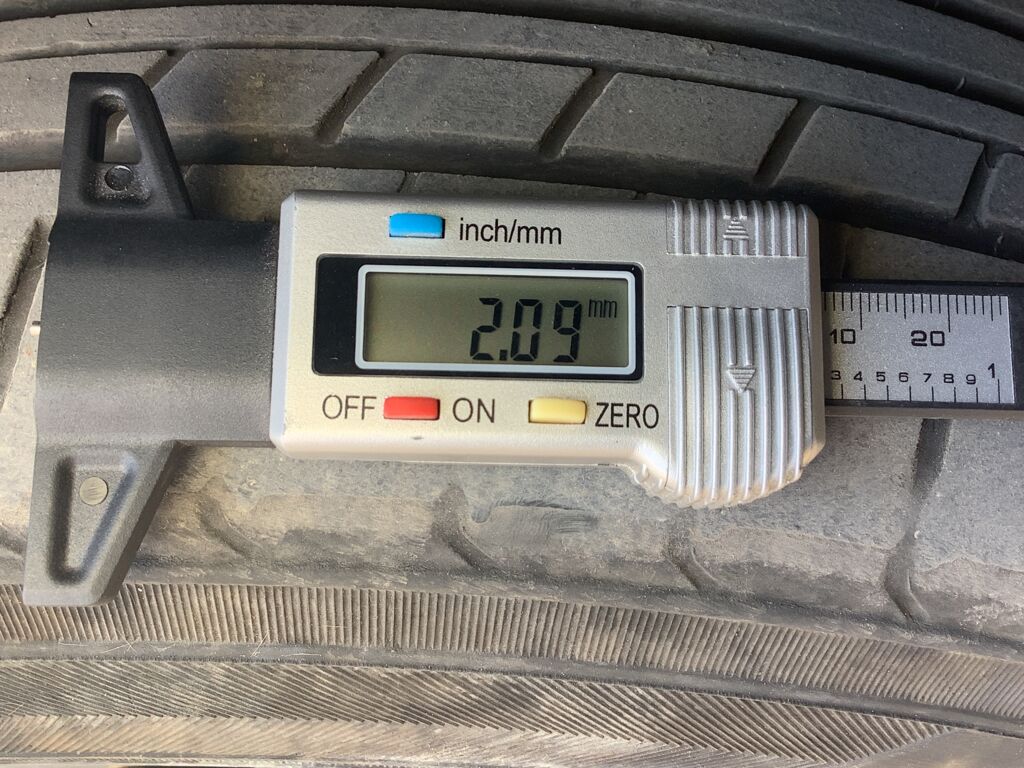 inch/mm
2.09 mm
OFF ON ZERO
10 20
3 4 5 6 7 8 9 1